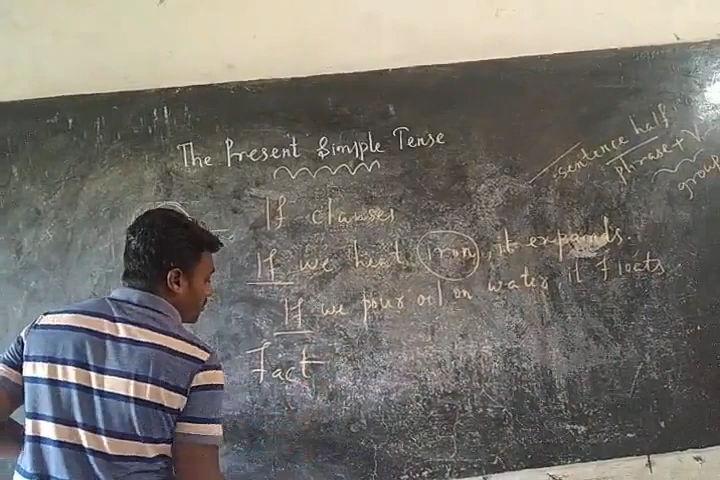 The Present Simple Tense
If clauses
If we heat iron, it expands.
If we pour oil on water, it floats
Fact
sentence half
phrase + V
group